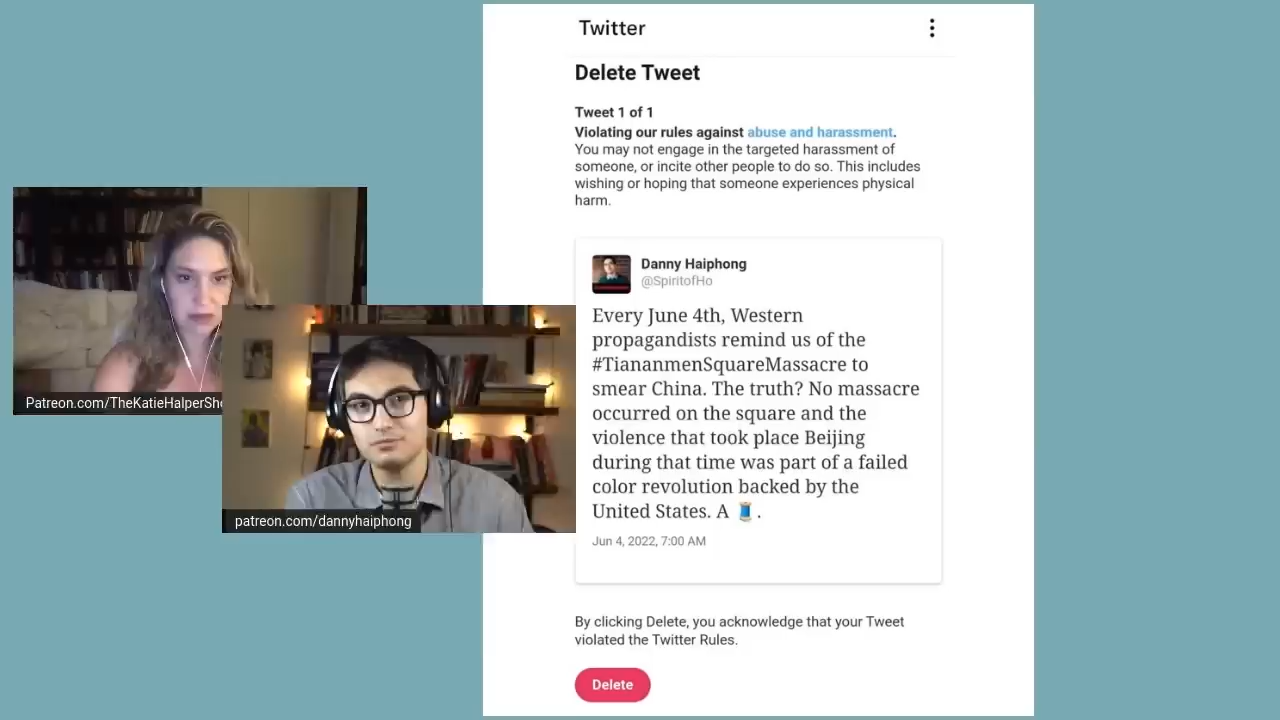 Twitter
Delete Tweet
Tweet 1 of 1
Violating our rules against abuse and harassment.
You may not engage in the targeted harassment of
someone, or incite other people to do so. This includes
wishing or hoping that someone experiences physical
harm.
Danny Haiphong
@SpiritofHo
Every June 4th, Western
propagandists remind us of the
#TiananmenSquareMassacre to
smear China. The truth? No massacre
occurred on the square and the
violence that took place Beijing
during that time was part of a failed
color revolution backed by the
United States. A 🧵.
Jun 4, 2022, 7:00 AM
By clicking Delete, you acknowledge that your Tweet
violated the Twitter Rules.
Delete
Patreon.com/TheKatieHalperSh
patreon.com/dannyhaiphong